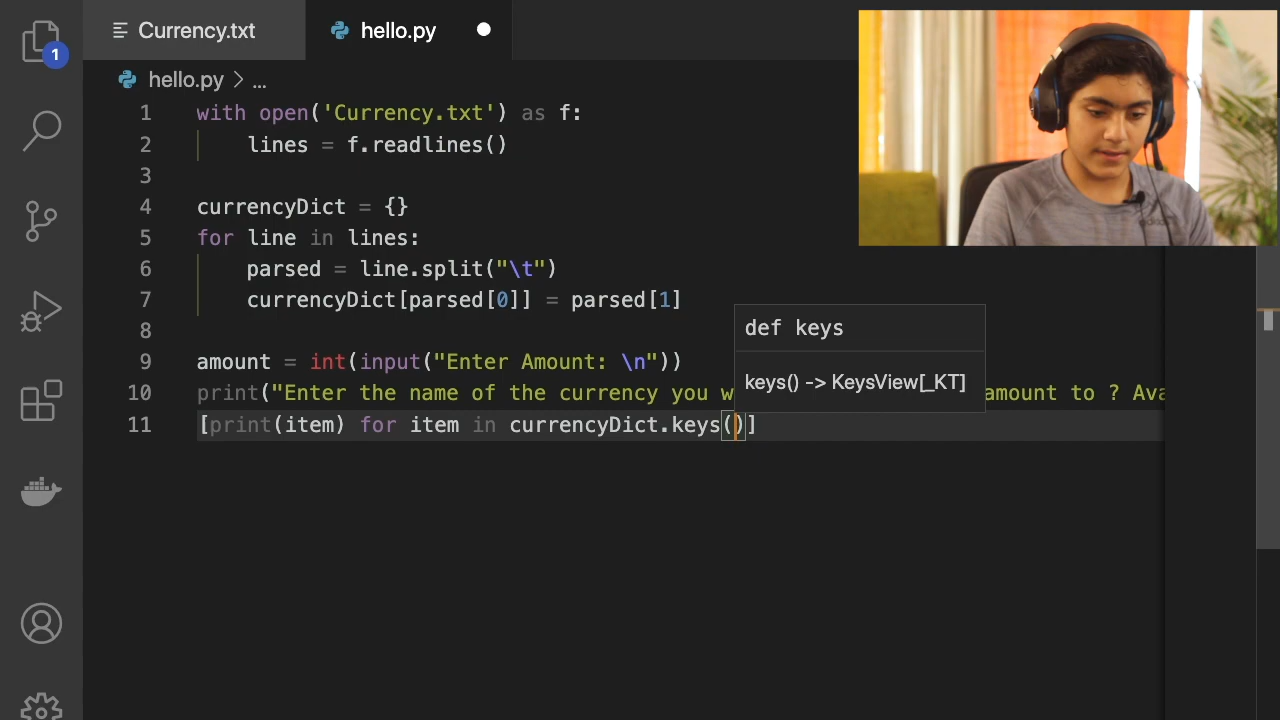 Currency.txt
hello.py
1
hello.py > ...
1 with open('Currency.txt') as f:
2 lines = f.readlines()
3
4 currencyDict = {}
5 for line in lines:
6 parsed = line.split("\t")
7 currencyDict[parsed[0]] = parsed[1]
8
def keys
9 amount = int(input("Enter Amount: \n"))
keys() -> KeysView[_KT]
10 print("Enter the name of the currency you w amount to ? Ava
11 [print(item) for item in currencyDict.keys()]